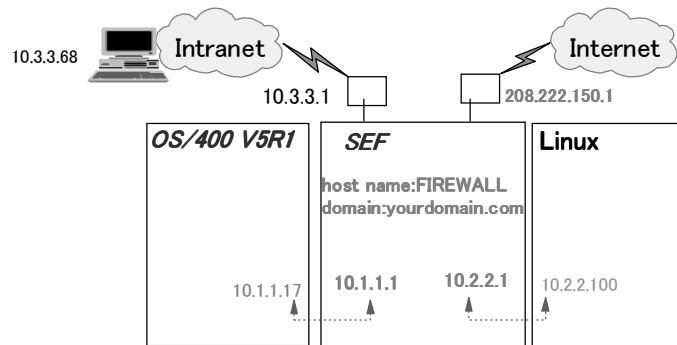 Intranet
Internet
10.3.3.68
10.3.3.1
208.222.150.1
OS/400 V5R1
SEF
Linux
host name:FIREWALL
domain:yourdomain.com
10.1.1.17
10.1.1.1
10.2.2.1
10.2.2.100